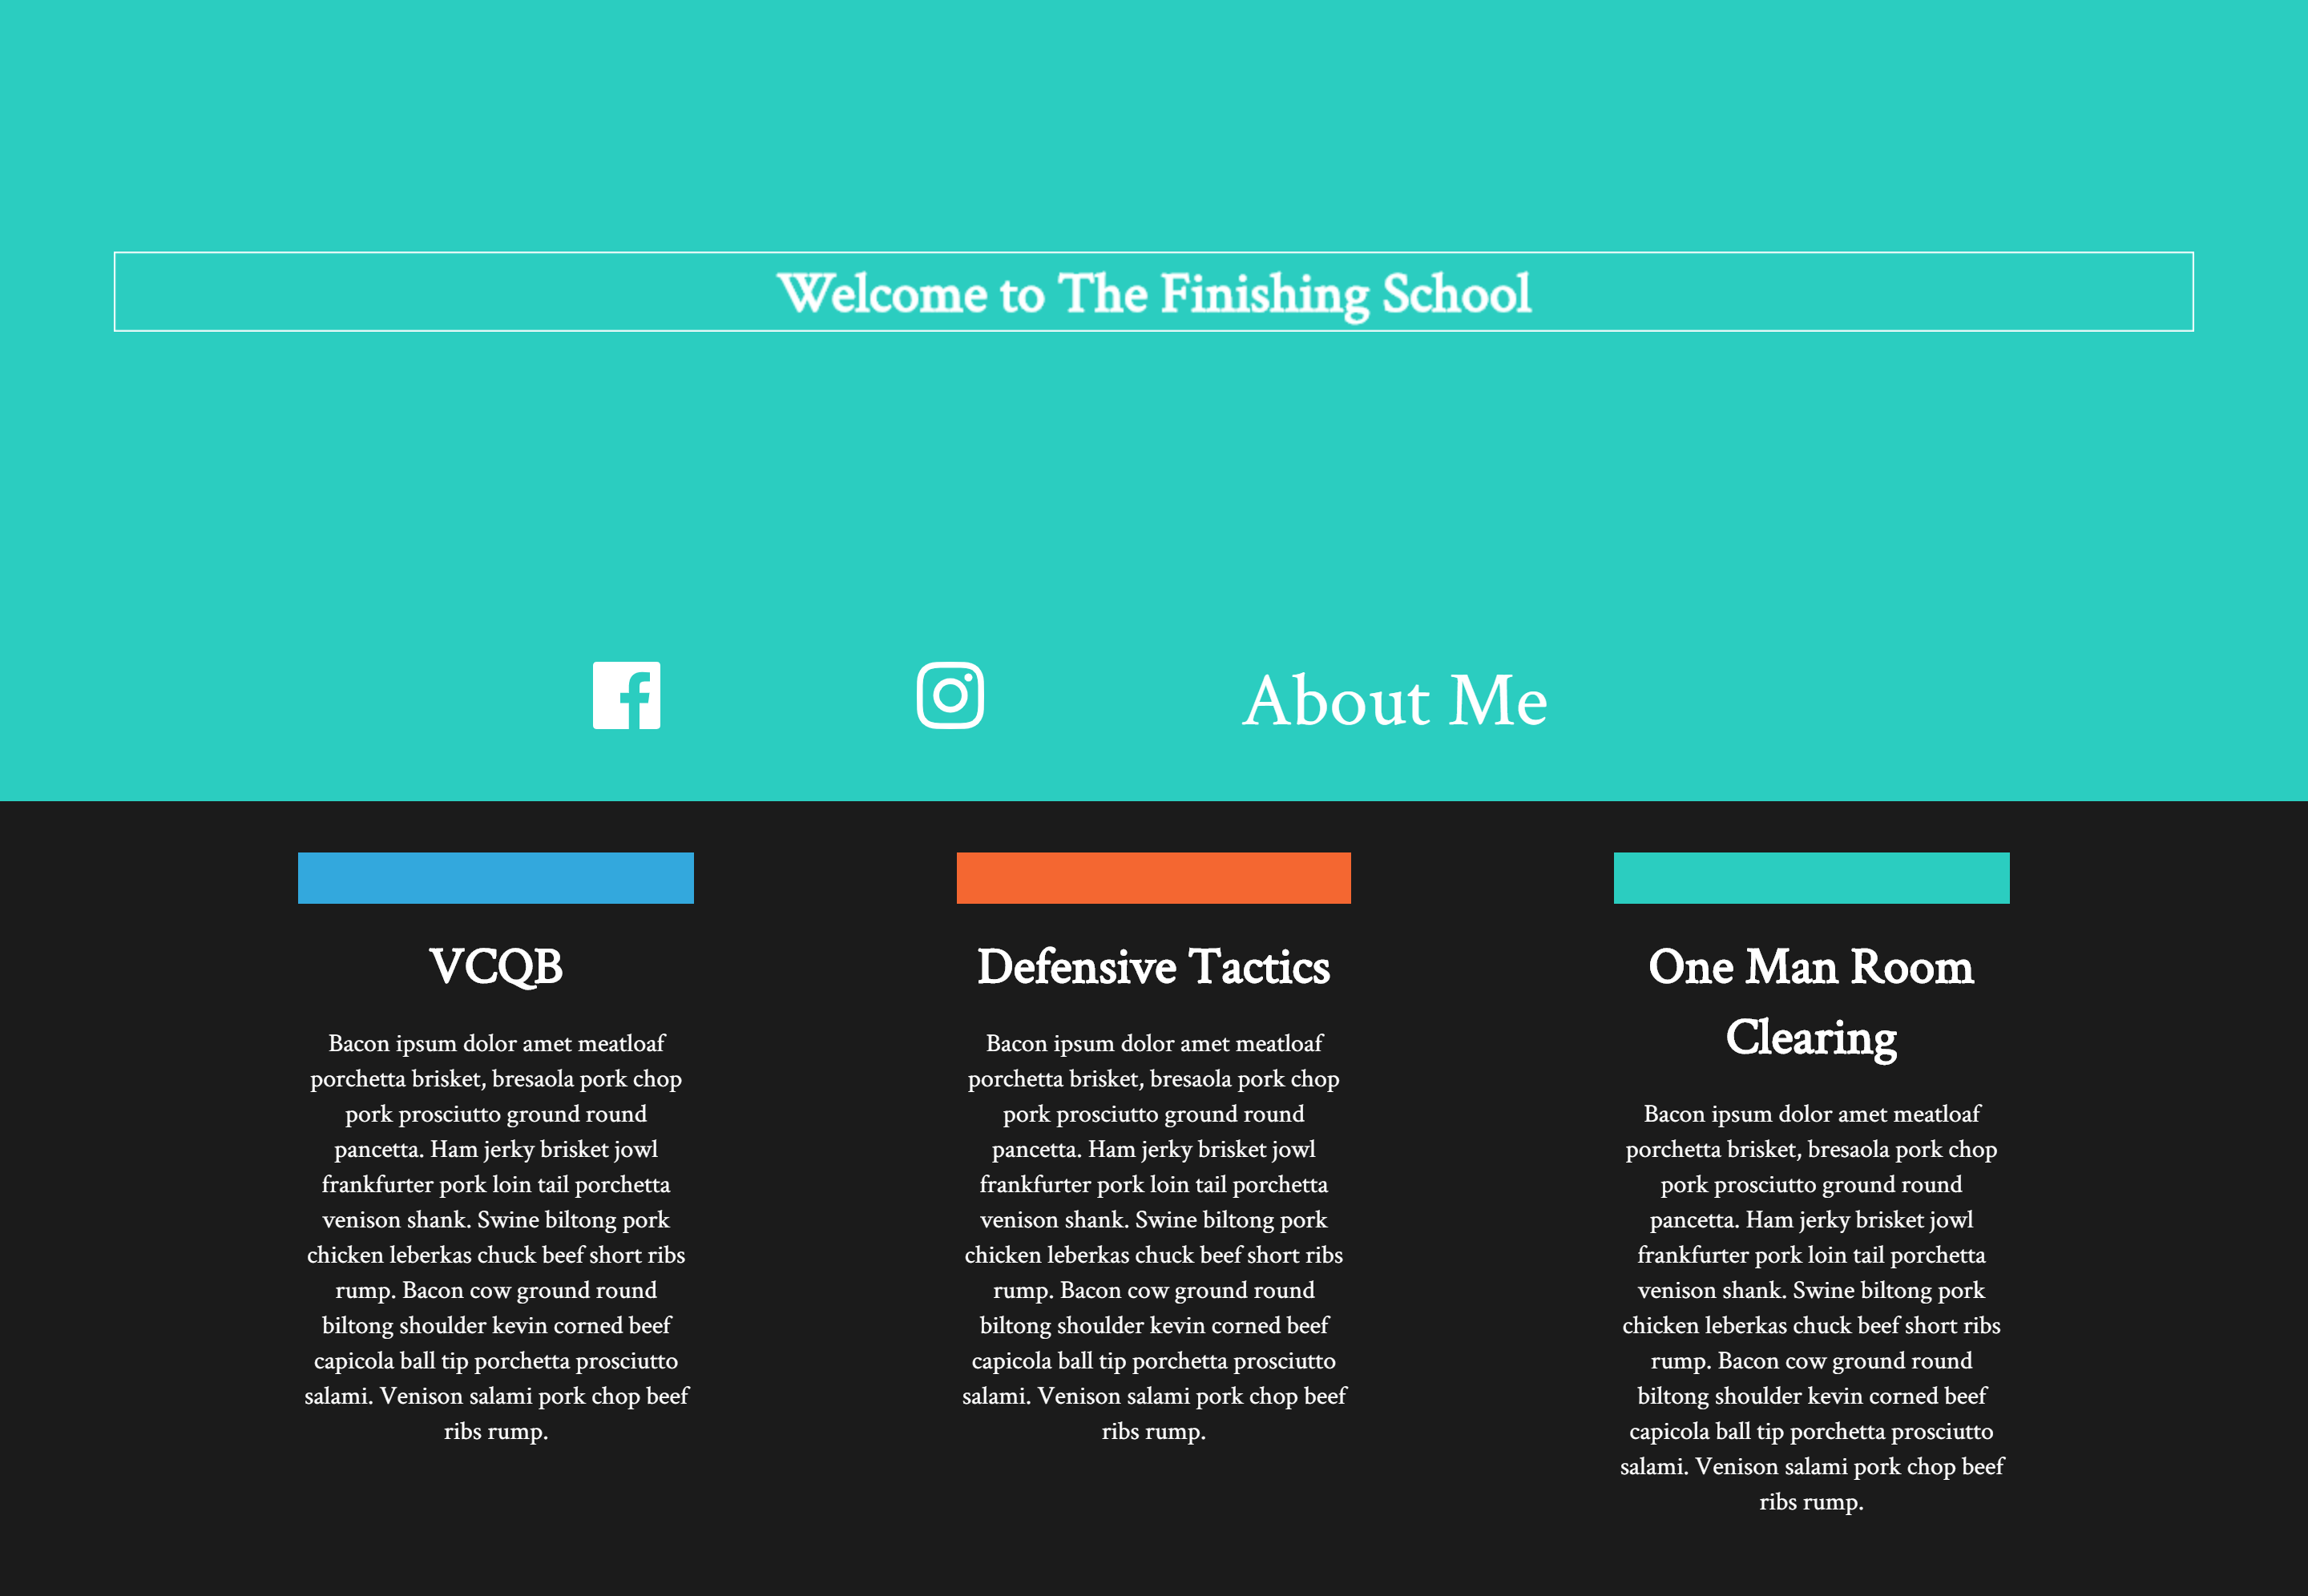 Welcome to The Finishing School
About Me
VCQB
Bacon ipsum dolor amet meatloaf
porchetta brisket, bresaola pork chop
pork prosciutto ground round
pancetta. Ham jerky brisket jowl
frankfurter pork loin tail porchetta
venison shank. Swine biltong pork
chicken leberkas chuck beef short ribs
rump. Bacon cow ground round
biltong shoulder kevin corned beef
capicola ball tip porchetta prosciutto
salami. Venison salami pork chop beef
ribs rump.
Defensive Tactics
Bacon ipsum dolor amet meatloaf
porchetta brisket, bresaola pork chop
pork prosciutto ground round
pancetta. Ham jerky brisket jowl
frankfurter pork loin tail porchetta
venison shank. Swine biltong pork
chicken leberkas chuck beef short ribs
rump. Bacon cow ground round
biltong shoulder kevin corned beef
capicola ball tip porchetta prosciutto
salami. Venison salami pork chop beef
ribs rump.
One Man Room
Clearing
Bacon ipsum dolor amet meatloaf
porchetta brisket, bresaola pork chop
pork prosciutto ground round
pancetta. Ham jerky brisket jowl
frankfurter pork loin tail porchetta
venison shank. Swine biltong pork
chicken leberkas chuck beef short ribs
rump. Bacon cow ground round
biltong shoulder kevin corned beef
capicola ball tip porchetta prosciutto
salami. Venison salami pork chop beef
ribs rump.